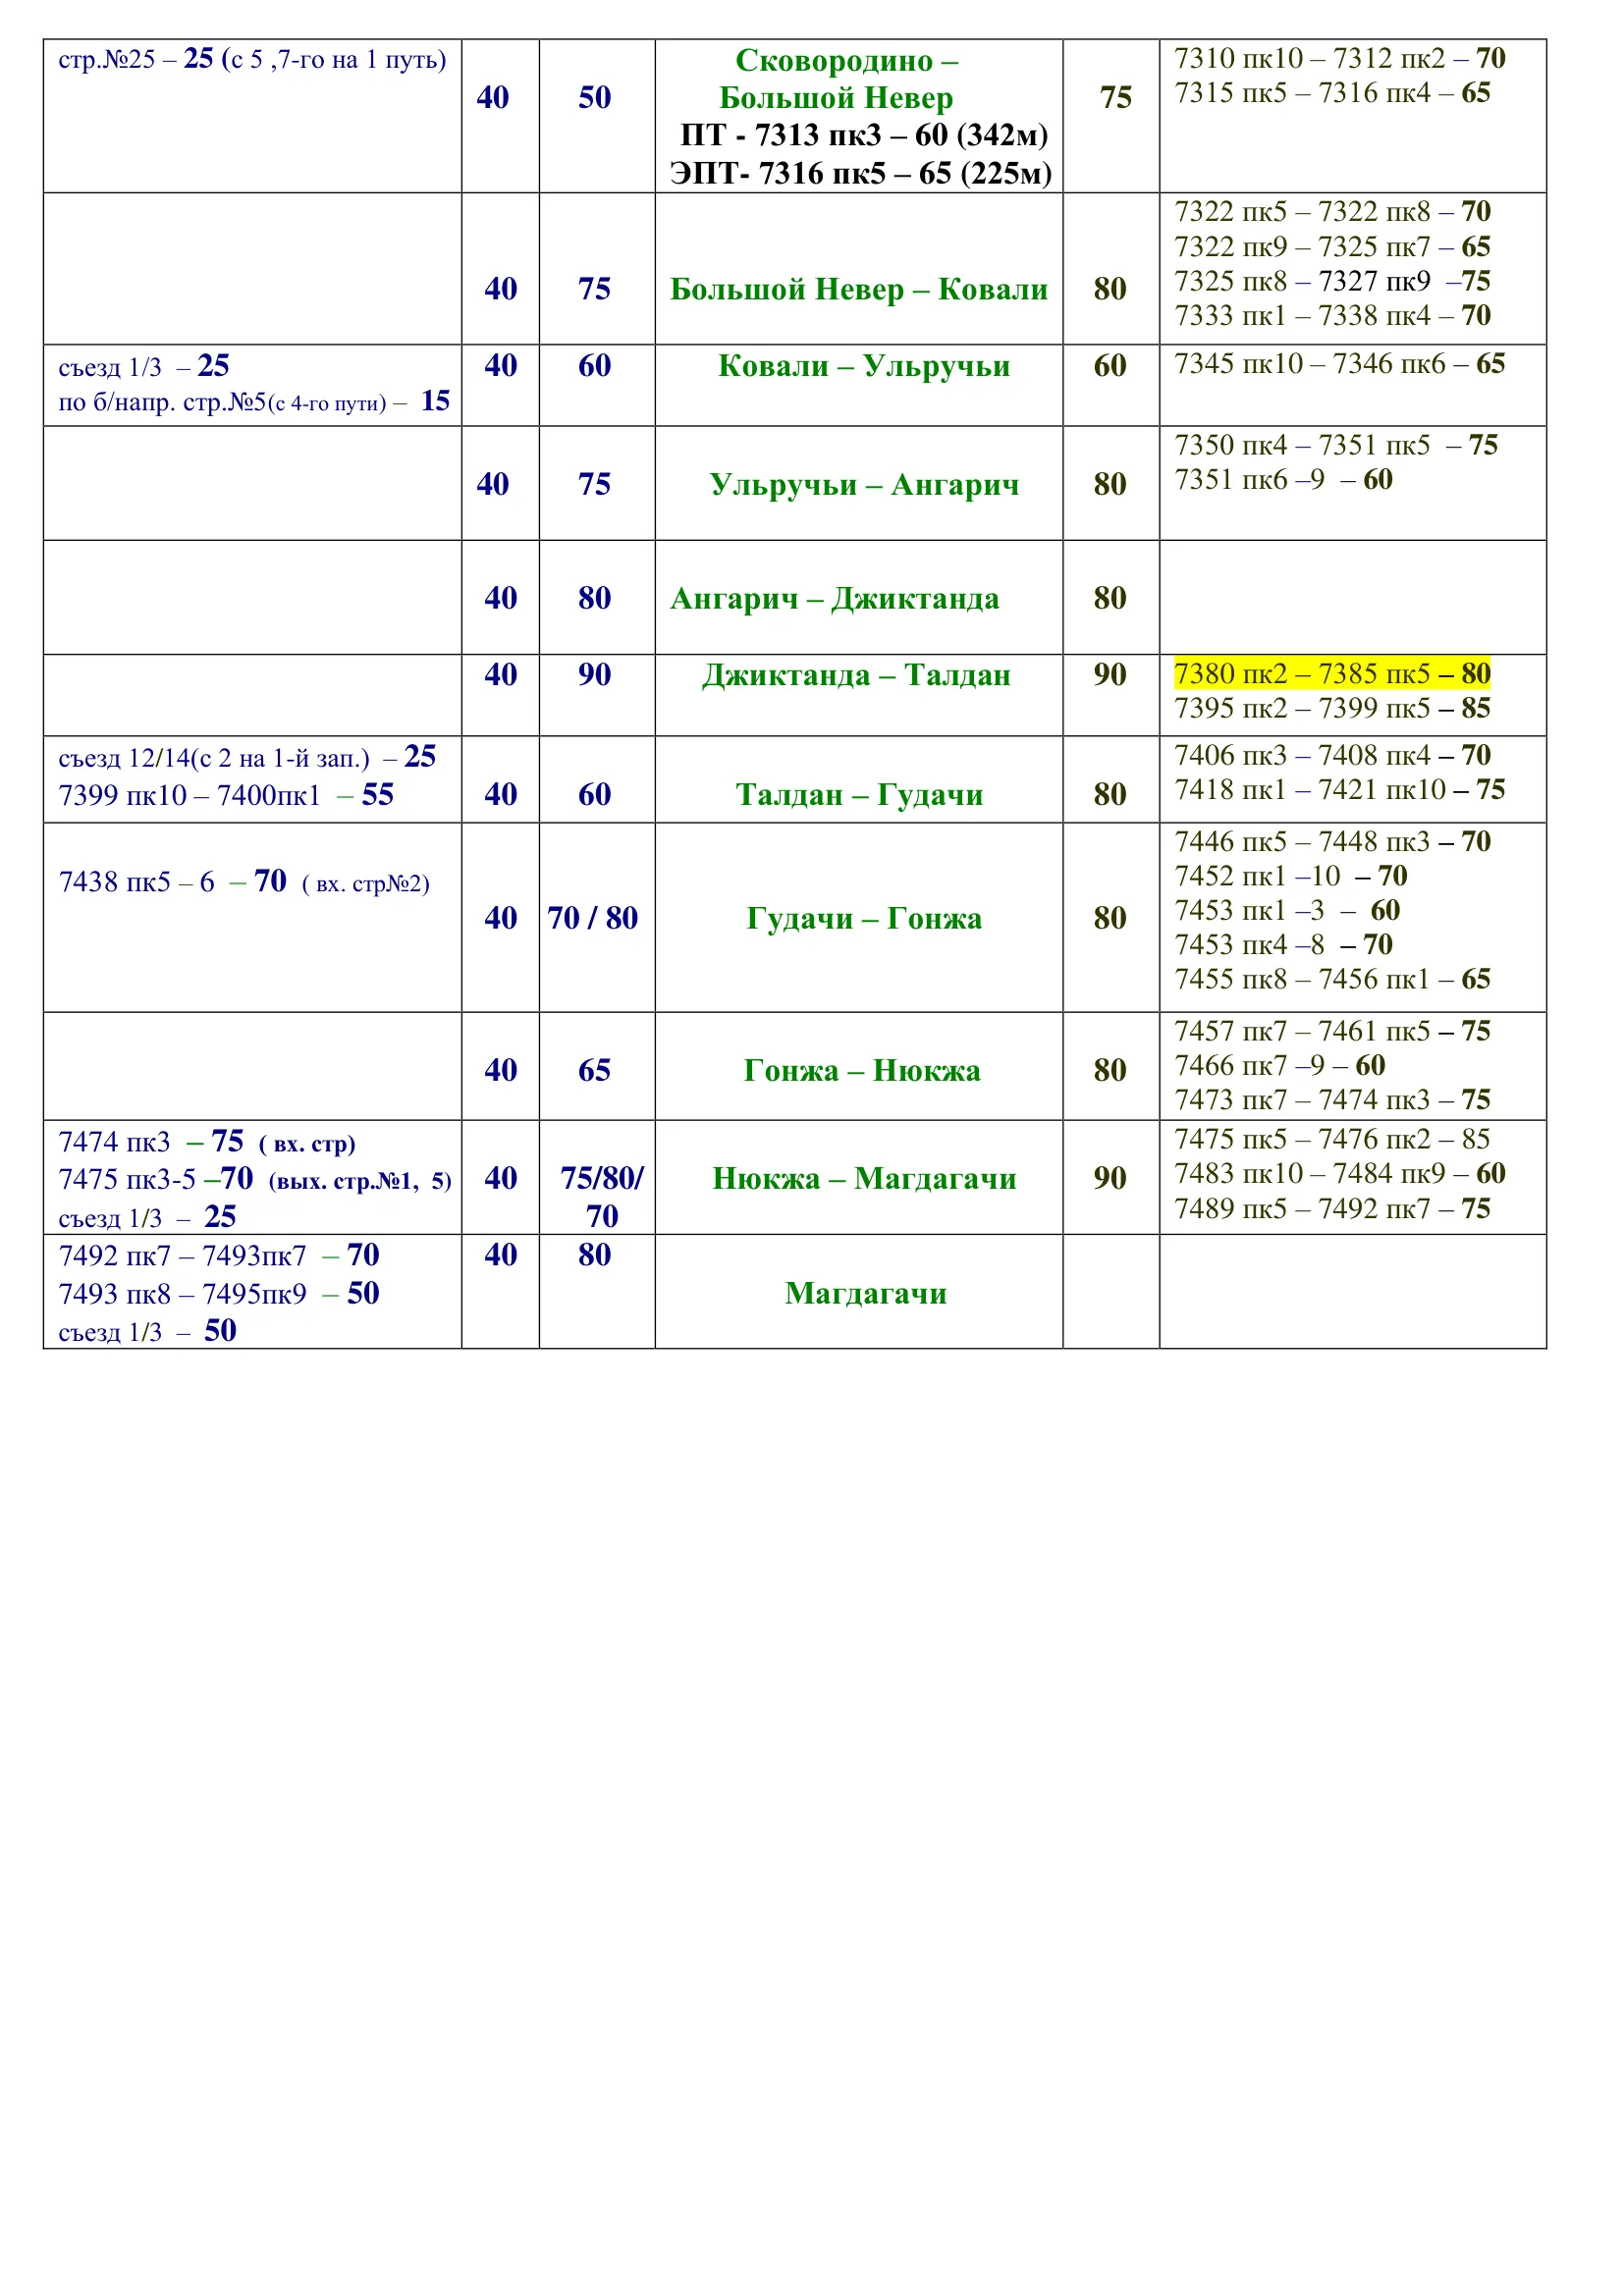 стр.№25 – 25 (с 5 ,7-го на 1 путь)
40
50
Сковородино –
Большой Невер
ПТ - 7313 пк3 – 60 (342м)
ЭПТ- 7316 пк5 – 65 (225м)
75
7310 пк10 – 7312 пк2 – 70
7315 пк5 – 7316 пк4 – 65
40
75
Большой Невер – Ковали
80
7322 пк5 – 7322 пк8 – 70
7322 пк9 – 7325 пк7 – 65
7325 пк8 – 7327 пк9 –75
7333 пк1 – 7338 пк4 – 70
съезд 1/3 – 25
по б/напр. стр.№5(с 4-го пути) – 15
40
60
Ковали – Ульручьи
60
7345 пк10 – 7346 пк6 – 65
40
75
Ульручьи – Ангарич
80
7350 пк4 – 7351 пк5 – 75
7351 пк6 –9 – 60
40
80
Ангарич – Джиктанда
80
40
90
Джиктанда – Талдан
90
7380 пк2 – 7385 пк5 – 80
7395 пк2 – 7399 пк5 – 85
съезд 12/14(с 2 на 1-й зап.) – 25
7399 пк10 – 7400пк1 – 55
40
60
Талдан – Гудачи
80
7406 пк3 – 7408 пк4 – 70
7418 пк1 – 7421 пк10 – 75
7438 пк5 – 6 – 70 ( вх. стр№2)
40
70 / 80
Гудачи – Гонжа
80
7446 пк5 – 7448 пк3 – 70
7452 пк1 –10 – 70
7453 пк1 –3 – 60
7453 пк4 –8 – 70
7455 пк8 – 7456 пк1 – 65
40
65
Гонжа – Нюкжа
80
7457 пк7 – 7461 пк5 – 75
7466 пк7 –9 – 60
7473 пк7 – 7474 пк3 – 75
7474 пк3 – 75 ( вх. стр)
7475 пк3-5 –70 (вых. стр.№1, 5)
съезд 1/3 – 25
40
75/80/
70
Нюкжа – Магдагачи
90
7475 пк5 – 7476 пк2 – 85
7483 пк10 – 7484 пк9 – 60
7489 пк5 – 7492 пк7 – 75
7492 пк7 – 7493пк7 – 70
7493 пк8 – 7495пк9 – 50
съезд 1/3 – 50
40
80
Магдагачи